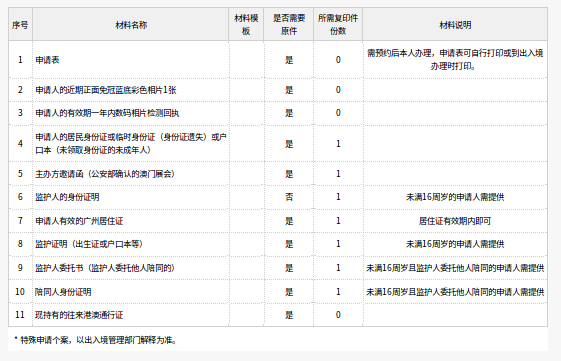 序号 材料名称 材料模板 是否需要原件 所需复印件份数 材料说明
1 申请表 是 0 需预约后本人办理，申请表可自行打印或到出入境办理时打印。
2 申请人的近期正面免冠蓝底彩色相片1张 是 0
3 申请人的有效期一年内数码相片检测回执 是 0
4 申请人的居民身份证或临时身份证（身份证遗失）或户口本（未领取身份证的未成年人） 是 1
5 主办方邀请函（公安部确认的澳门展会） 是 1
6 监护人的身份证明 否 1 未满16周岁的申请人需提供
7 申请人有效的广州居住证 是 1 居住证有效期内即可
8 监护证明（出生证或户口本等） 是 1 未满16周岁的申请人需提供
9 监护人委托书（监护人委托他人陪同的） 是 1 未满16周岁且监护人委托他人陪同的申请人需提供
10 陪同人身份证明 是 1 未满16周岁且监护人委托他人陪同的申请人需提供
11 现持有的往来港澳通行证 是 0
* 特殊申请个案，以出入境管理部门解释为准。